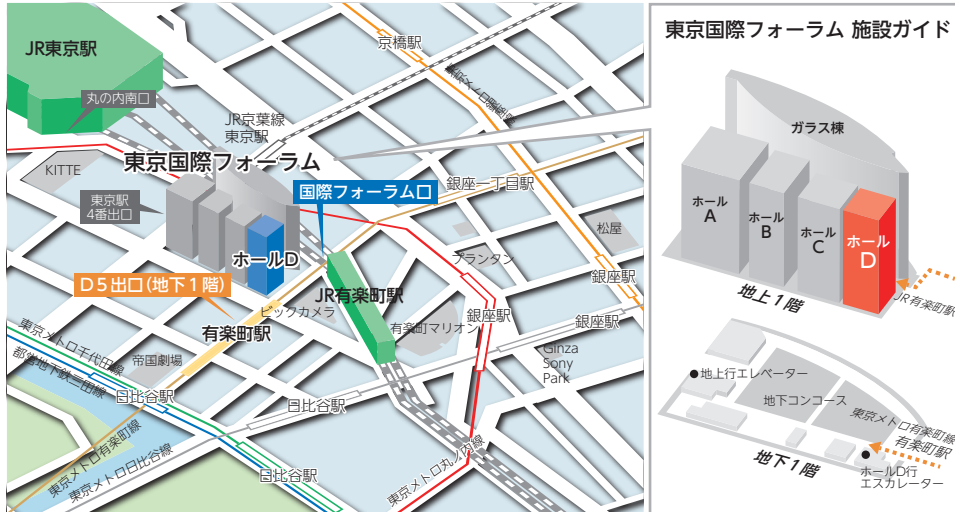 JR東京駅
丸の内南口
JR京葉線
東京駅
京橋駅
東京国際フォーラム
KITTE
東京駅
4番出口
国際フォーラム口
銀座一丁目駅
松屋
プランタン
銀座駅
ホールD
D5出口(地下1階)
ビックカメラ
JR有楽町駅
有楽町駅
有楽町マリオン
銀座駅
銀座駅
Ginza
Sony
Park
帝国劇場
東京メトロ千代田線
都営地下鉄三田線
日比谷駅
日比谷駅
日比谷駅
東京メトロ有楽町線
東京メトロ日比谷線
東京メトロ丸ノ内線
東京国際フォーラム 施設ガイド
ガラス棟
ホール
A
ホール
B
ホール
C
ホール
D
地上1階
JR有楽町駅
地上行エレベーター
地下コンコース
東京メトロ有楽町線
有楽町駅
地下1階
ホールD行
エスカレーター